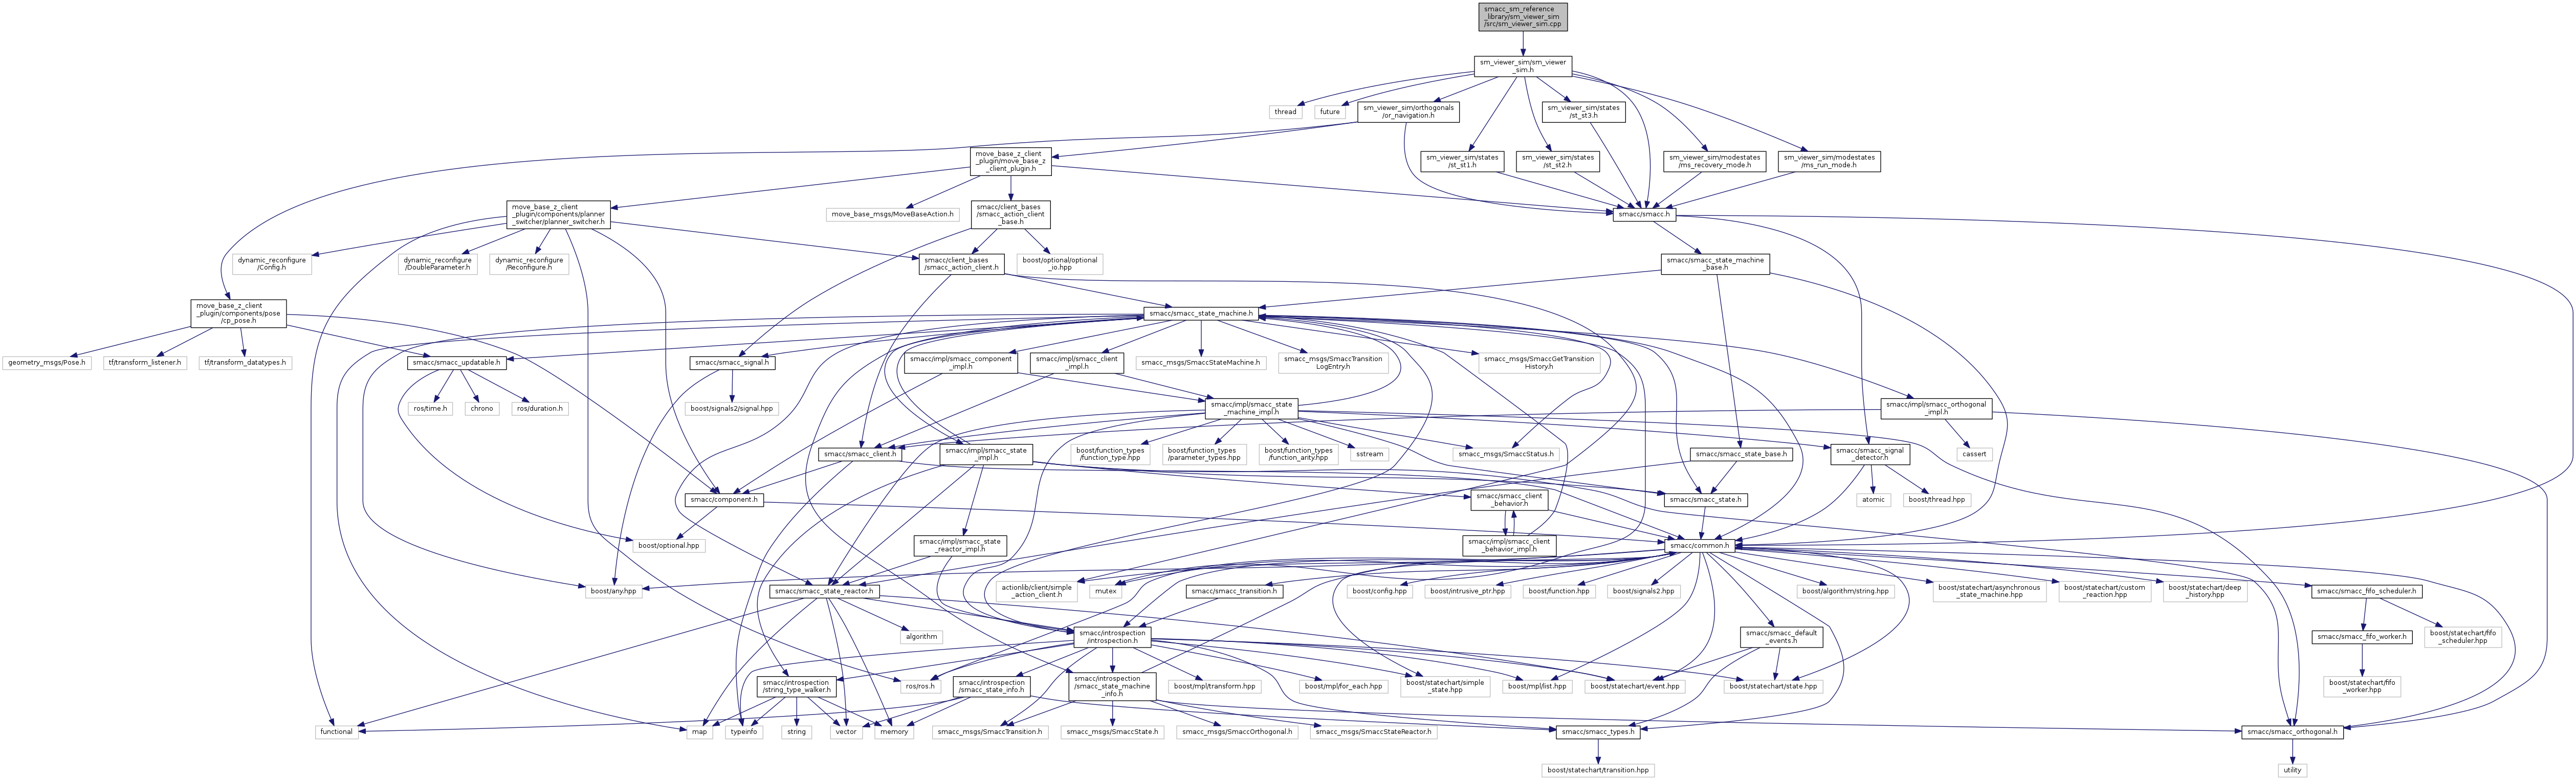 smacc_sm_reference
_library/sm_viewer_sim
/src/sm_viewer_sim.cpp
sm_viewer_sim/sm_viewer
_sim.h
thread
future
sm_viewer_sim/orthogonals
/or_navigation.h
sm_viewer_sim/states
/st_st3.h
move_base_z_client
_plugin/move_base_z
_client_plugin.h
sm_viewer_sim/states
/st_st1.h
sm_viewer_sim/states
/st_st2.h
sm_viewer_sim/modestates
/ms_recovery_mode.h
sm_viewer_sim/modestates
/ms_run_mode.h
move_base_z_client
_plugin/components/planner
_switcher/planner_switcher.h
move_base_msgs/MoveBaseAction.h
smacc/client_bases
/smacc_action_client
_base.h
smacc/smacc.h
dynamic_reconfigure
/Config.h
dynamic_reconfigure
/DoubleParameter.h
dynamic_reconfigure
/Reconfigure.h
smacc/client_bases
/smacc_action_client.h
boost/optional/optional
_io.hpp
smacc/smacc_state_machine
_base.h
move_base_z_client
_plugin/components/pose
/cp_pose.h
smacc/smacc_state_machine.h
geometry_msgs/Pose.h
tf/transform_listener.h
tf/transform_datatypes.h
smacc/smacc_updatable.h
smacc/smacc_signal.h
smacc/impl/smacc_component
_impl.h
smacc/impl/smacc_client
_impl.h
smacc_msgs/SmaccStateMachine.h
smacc_msgs/SmaccTransition
LogEntry.h
smacc_msgs/SmaccGetTransition
History.h
ros/time.h
chrono
ros/duration.h
boost/signals2/signal.hpp
smacc/impl/smacc_state
_machine_impl.h
smacc/impl/smacc_orthogonal
_impl.h
smacc/smacc_client.h
smacc/impl/smacc_state
_impl.h
boost/function_types
/function_type.hpp
boost/function_types
/parameter_types.hpp
boost/function_types
/function_arity.hpp
sstream
smacc_msgs/SmaccStatus.h
smacc/smacc_state_base.h
smacc/smacc_signal
_detector.h
cassert
smacc/component.h
smacc/smacc_client
_behavior.h
smacc/smacc_state.h
atomic
boost/thread.hpp
boost/optional.hpp
smacc/impl/smacc_state
_reactor_impl.h
smacc/impl/smacc_client
_behavior_impl.h
smacc/common.h
boost/any.hpp
smacc/smacc_state_reactor.h
actionlib/client/simple
_action_client.h
mutex
smacc/smacc_transition.h
boost/config.hpp
boost/intrusive_ptr.hpp
boost/function.hpp
boost/signals2.hpp
boost/algorithm/string.hpp
boost/statechart/asynchronous
_state_machine.hpp
boost/statechart/custom
_reaction.hpp
boost/statechart/deep
_history.hpp
smacc/smacc_fifo_scheduler.h
algorithm
smacc/introspection
/introspection.h
smacc/smacc_default
_events.h
smacc/smacc_fifo_worker.h
boost/statechart/fifo
_scheduler.hpp
smacc/introspection
/string_type_walker.h
ros/ros.h
smacc/introspection
/smacc_state_info.h
smacc/introspection
/smacc_state_machine
_info.h
boost/mpl/transform.hpp
boost/mpl/for_each.hpp
boost/statechart/simple
_state.hpp
boost/mpl/list.hpp
boost/statechart/event.hpp
boost/statechart/state.hpp
boost/statechart/fifo
_worker.hpp
functional
map
typeinfo
string
vector
memory
smacc_msgs/SmaccTransition.h
smacc_msgs/SmaccState.h
smacc_msgs/SmaccOrthogonal.h
smacc_msgs/SmaccStateReactor.h
smacc/smacc_types.h
smacc/smacc_orthogonal.h
boost/statechart/transition.hpp
utility